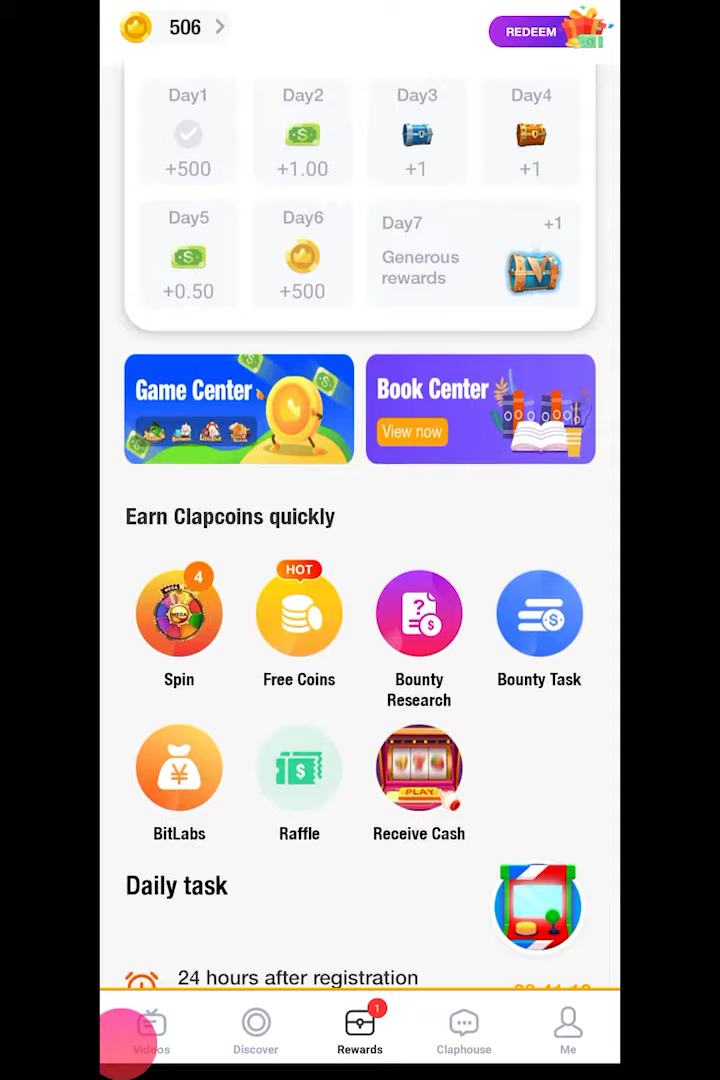 506
REDEEM
Day1
Day2
Day3
Day4
+500
+1.00
+1
+1
Day5
Day6
Day7
+1
Generous
rewards
+0.50
+500
Game Center
Book Center
View now
Earn Clapcoins quickly
4
HOT
Spin
Free Coins
Bounty
Research
Bounty Task
PLAY
BitLabs
Raffle
Receive Cash
Daily task
24 hours after registration
1
Videos
Discover
Rewards
Claphouse
Me